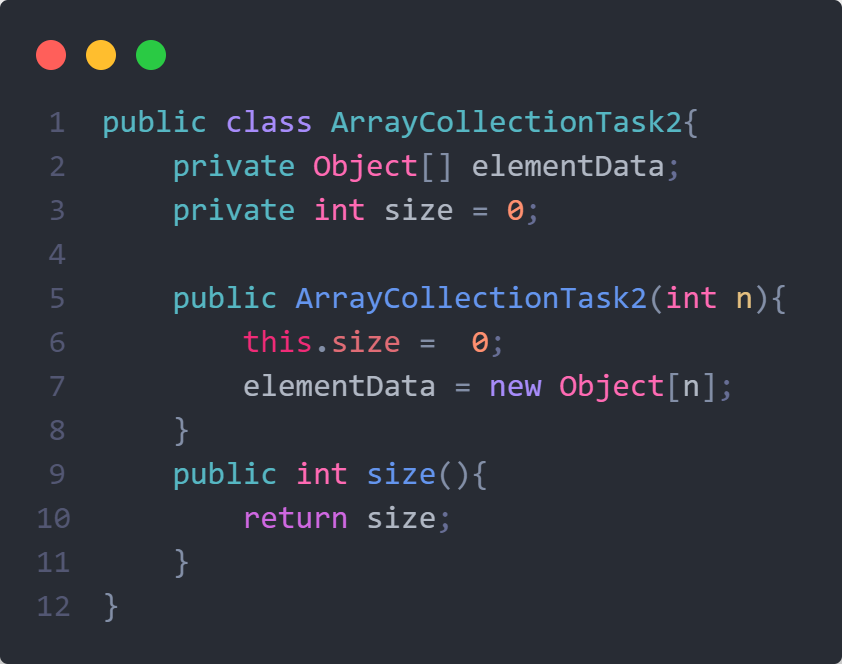 1 public class ArrayCollectionTask2{
2     private Object[] elementData;
3     private int size = 0;
4
5     public ArrayCollectionTask2(int n){
6         this.size =  0;
7         elementData = new Object[n];
8     }
9     public int size(){
10         return size;
11     }
12 }